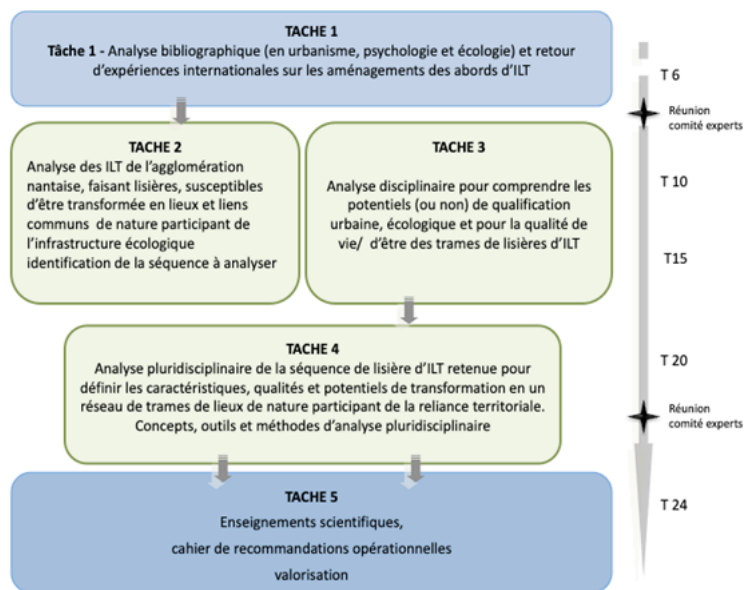 TACHE 1
Tâche 1 - Analyse bibliographique (en urbanisme, psychologie et écologie) et retour
d'expériences internationales sur les aménagements des abords d'ILT
TACHE 2
Analyse des ILT de l'agglomération
nantaise, faisant lisières, susceptibles
d'être transformée en lieux et liens
communs de nature participant de
l'infrastructure écologique
identification de la séquence à analyser
TACHE 3
Analyse disciplinaire pour comprendre les
potentiels (ou non) de qualification
urbaine, écologique et pour la qualité de
vie/ d'être des trames de lisières d'ILT
TACHE 4
Analyse pluridisciplinaire de la séquence de lisière d'ILT retenue pour
définir les caractéristiques, qualités et potentiels de transformation en un
réseau de trames de lieux de nature participant de la reliance territoriale.
Concepts, outils et méthodes d'analyse pluridisciplinaire
TACHE 5
Enseignements scientifiques,
cahier de recommandations opérationnelles
valorisation
T 6
Réunion
comité experts
T 10
T15
T 20
Réunion
comité experts
T 24